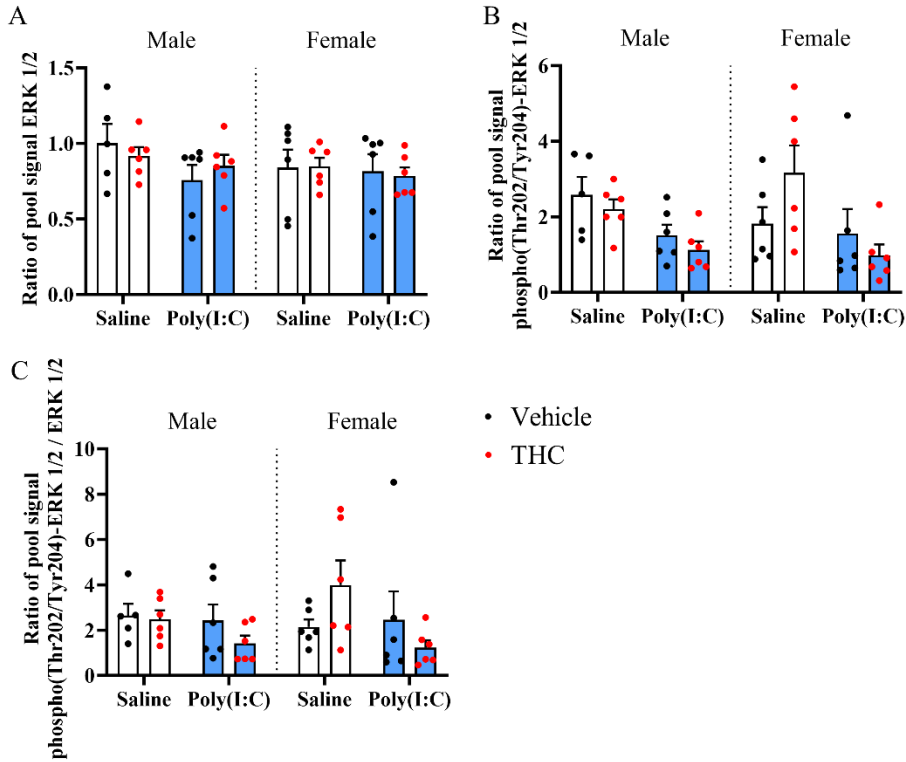 A
Male
Female
Ratio of pool signal ERK 1/2
1.5
1.0
0.5
0.0
Saline
Poly(I:C)
Saline
Poly(I:C)
B
Male
Female
Ratio of pool signal
phospho(Thr202/Tyr204)-ERK 1/2
6
4
2
0
Saline
Poly(I:C)
Saline
Poly(I:C)
C
Male
Female
Ratio of pool signal
phospho(Thr202/Tyr204)-ERK 1/2 / ERK 1/2
10
8
6
4
2
0
Saline
Poly(I:C)
Saline
Poly(I:C)
Vehicle
THC